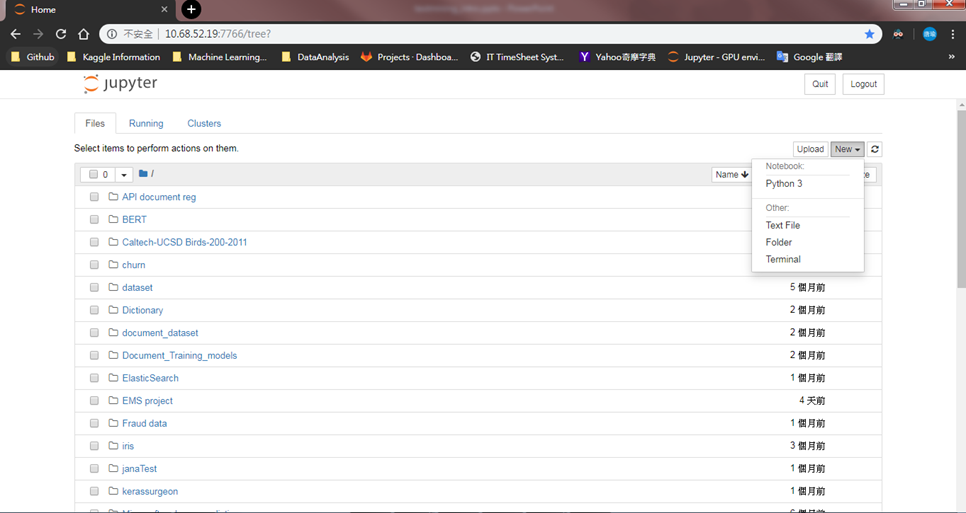 Home
不安全 | 10.68.52.19:7766/tree?
Github Kaggle Information Machine Learning... DataAnalysis Projects · Dashboa... IT TimeSheet Syst... Yahoo奇摩字典 Jupyter - GPU envi... Google 翻譯 »
jupyter Quit Logout
Files Running Clusters
Select items to perform actions on them. Upload New
0 / Name
Notebook:
Python 3
Other:
Text File
Folder
Terminal
API document reg
BERT
Caltech-UCSD Birds-200-2011
churn
dataset 5 個月前
Dictionary 2 個月前
document_dataset 2 個月前
Document_Training_models 2 個月前
ElasticSearch 1 個月前
EMS project 4 天前
Fraud data 1 個月前
iris 3 個月前
janaTest 1 個月前
kerassurgeon 1 個月前